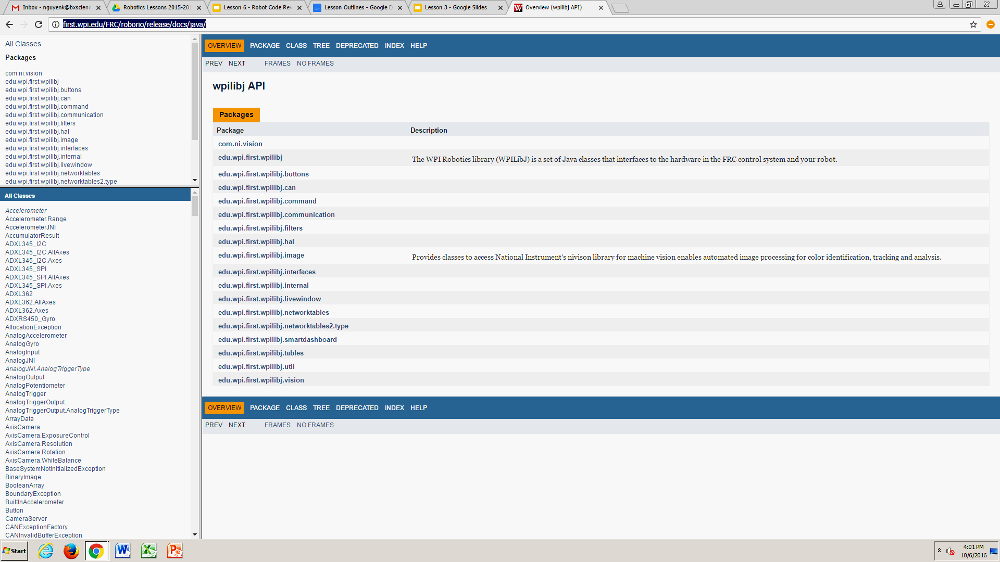 Inbox - nguyenk@bxscienc
Robotics Lessons 2015-201
Lesson 6 - Robot Code Rev
Lesson Outlines - Google D
Lesson 3 - Google Slides
Overview (wpilibj API)
first.wpi.edu/FRC/roborio/release/docs/java/
All Classes
Packages
com.ni.vision
edu.wpi.first.wpilibj
edu.wpi.first.wpilibj.buttons
edu.wpi.first.wpilibj.can
edu.wpi.first.wpilibj.command
edu.wpi.first.wpilibj.communication
edu.wpi.first.wpilibj.filters
edu.wpi.first.wpilibj.hal
edu.wpi.first.wpilibj.image
edu.wpi.first.wpilibj.interfaces
edu.wpi.first.wpilibj.internal
edu.wpi.first.wpilibj.livewindow
edu.wpi.first.wpilibj.networktables
edu.wpi.first.wpilibj.networktables2.type
All Classes
Accelerometer
Accelerometer.Range
AccelerometerJNI
AccumulatorResult
ADXL345_I2C
ADXL345_I2C.AllAxes
ADXL345_I2C.Axes
ADXL345_SPI
ADXL345_SPI.AllAxes
ADXL345_SPI.Axes
ADXL362
ADXL362.AllAxes
ADXL362.Axes
ADXRS450_Gyro
AllocationException
AnalogAccelerometer
AnalogGyro
AnalogInput
AnalogJNI
AnalogJNI.AnalogTriggerType
AnalogOutput
AnalogPotentiometer
AnalogTrigger
AnalogTriggerOutput
AnalogTriggerOutput.AnalogTriggerType
ArrayData
AxisCamera
AxisCamera.ExposureControl
AxisCamera.Resolution
AxisCamera.Rotation
AxisCamera.WhiteBalance
BaseSystemNotInitializedException
BinaryImage
BooleanArray
BoundaryException
BuiltInAccelerometer
Button
CameraServer
CANExceptionFactory
CANInvalidBufferException
OVERVIEW PACKAGE CLASS TREE DEPRECATED INDEX HELP
PREV NEXT FRAMES NO FRAMES
wpilibj API
Packages
Package Description
com.ni.vision
edu.wpi.first.wpilibj The WPI Robotics library (WPILibJ) is a set of Java classes that interfaces to the hardware in the FRC control system and your robot.
edu.wpi.first.wpilibj.buttons
edu.wpi.first.wpilibj.can
edu.wpi.first.wpilibj.command
edu.wpi.first.wpilibj.communication
edu.wpi.first.wpilibj.filters
edu.wpi.first.wpilibj.hal
edu.wpi.first.wpilibj.image Provides classes to access National Instrument's nivison library for machine vision enables automated image processing for color identification, tracking and analysis.
edu.wpi.first.wpilibj.interfaces
edu.wpi.first.wpilibj.internal
edu.wpi.first.wpilibj.livewindow
edu.wpi.first.wpilibj.networktables
edu.wpi.first.wpilibj.networktables2.type
edu.wpi.first.wpilibj.smartdashboard
edu.wpi.first.wpilibj.tables
edu.wpi.first.wpilibj.util
edu.wpi.first.wpilibj.vision
OVERVIEW PACKAGE CLASS TREE DEPRECATED INDEX HELP
PREV NEXT FRAMES NO FRAMES
Start
4:01 PM
10/6/2016